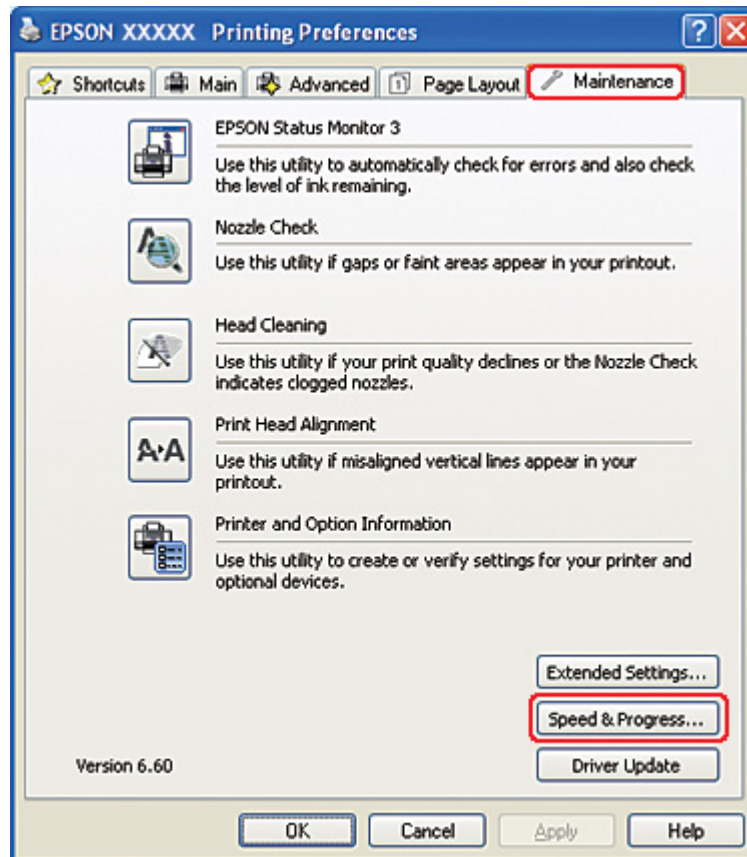 EPSON XXXXX Printing Preferences
Shortcuts Main Advanced 1 Page Layout Maintenance
EPSON Status Monitor 3
Use this utility to automatically check for errors and also check
the level of ink remaining.
Nozzle Check
Use this utility if gaps or faint areas appear in your printout.
Head Cleaning
Use this utility if your print quality declines or the Nozzle Check
indicates clogged nozzles.
Print Head Alignment
A A
Use this utility if misaligned vertical lines appear in your
printout.
Printer and Option Information
Use this utility to create or verify settings for your printer and
optional devices.
Extended Settings...
Speed & Progress...
Version 6.60 Driver Update
OK Cancel Apply Help